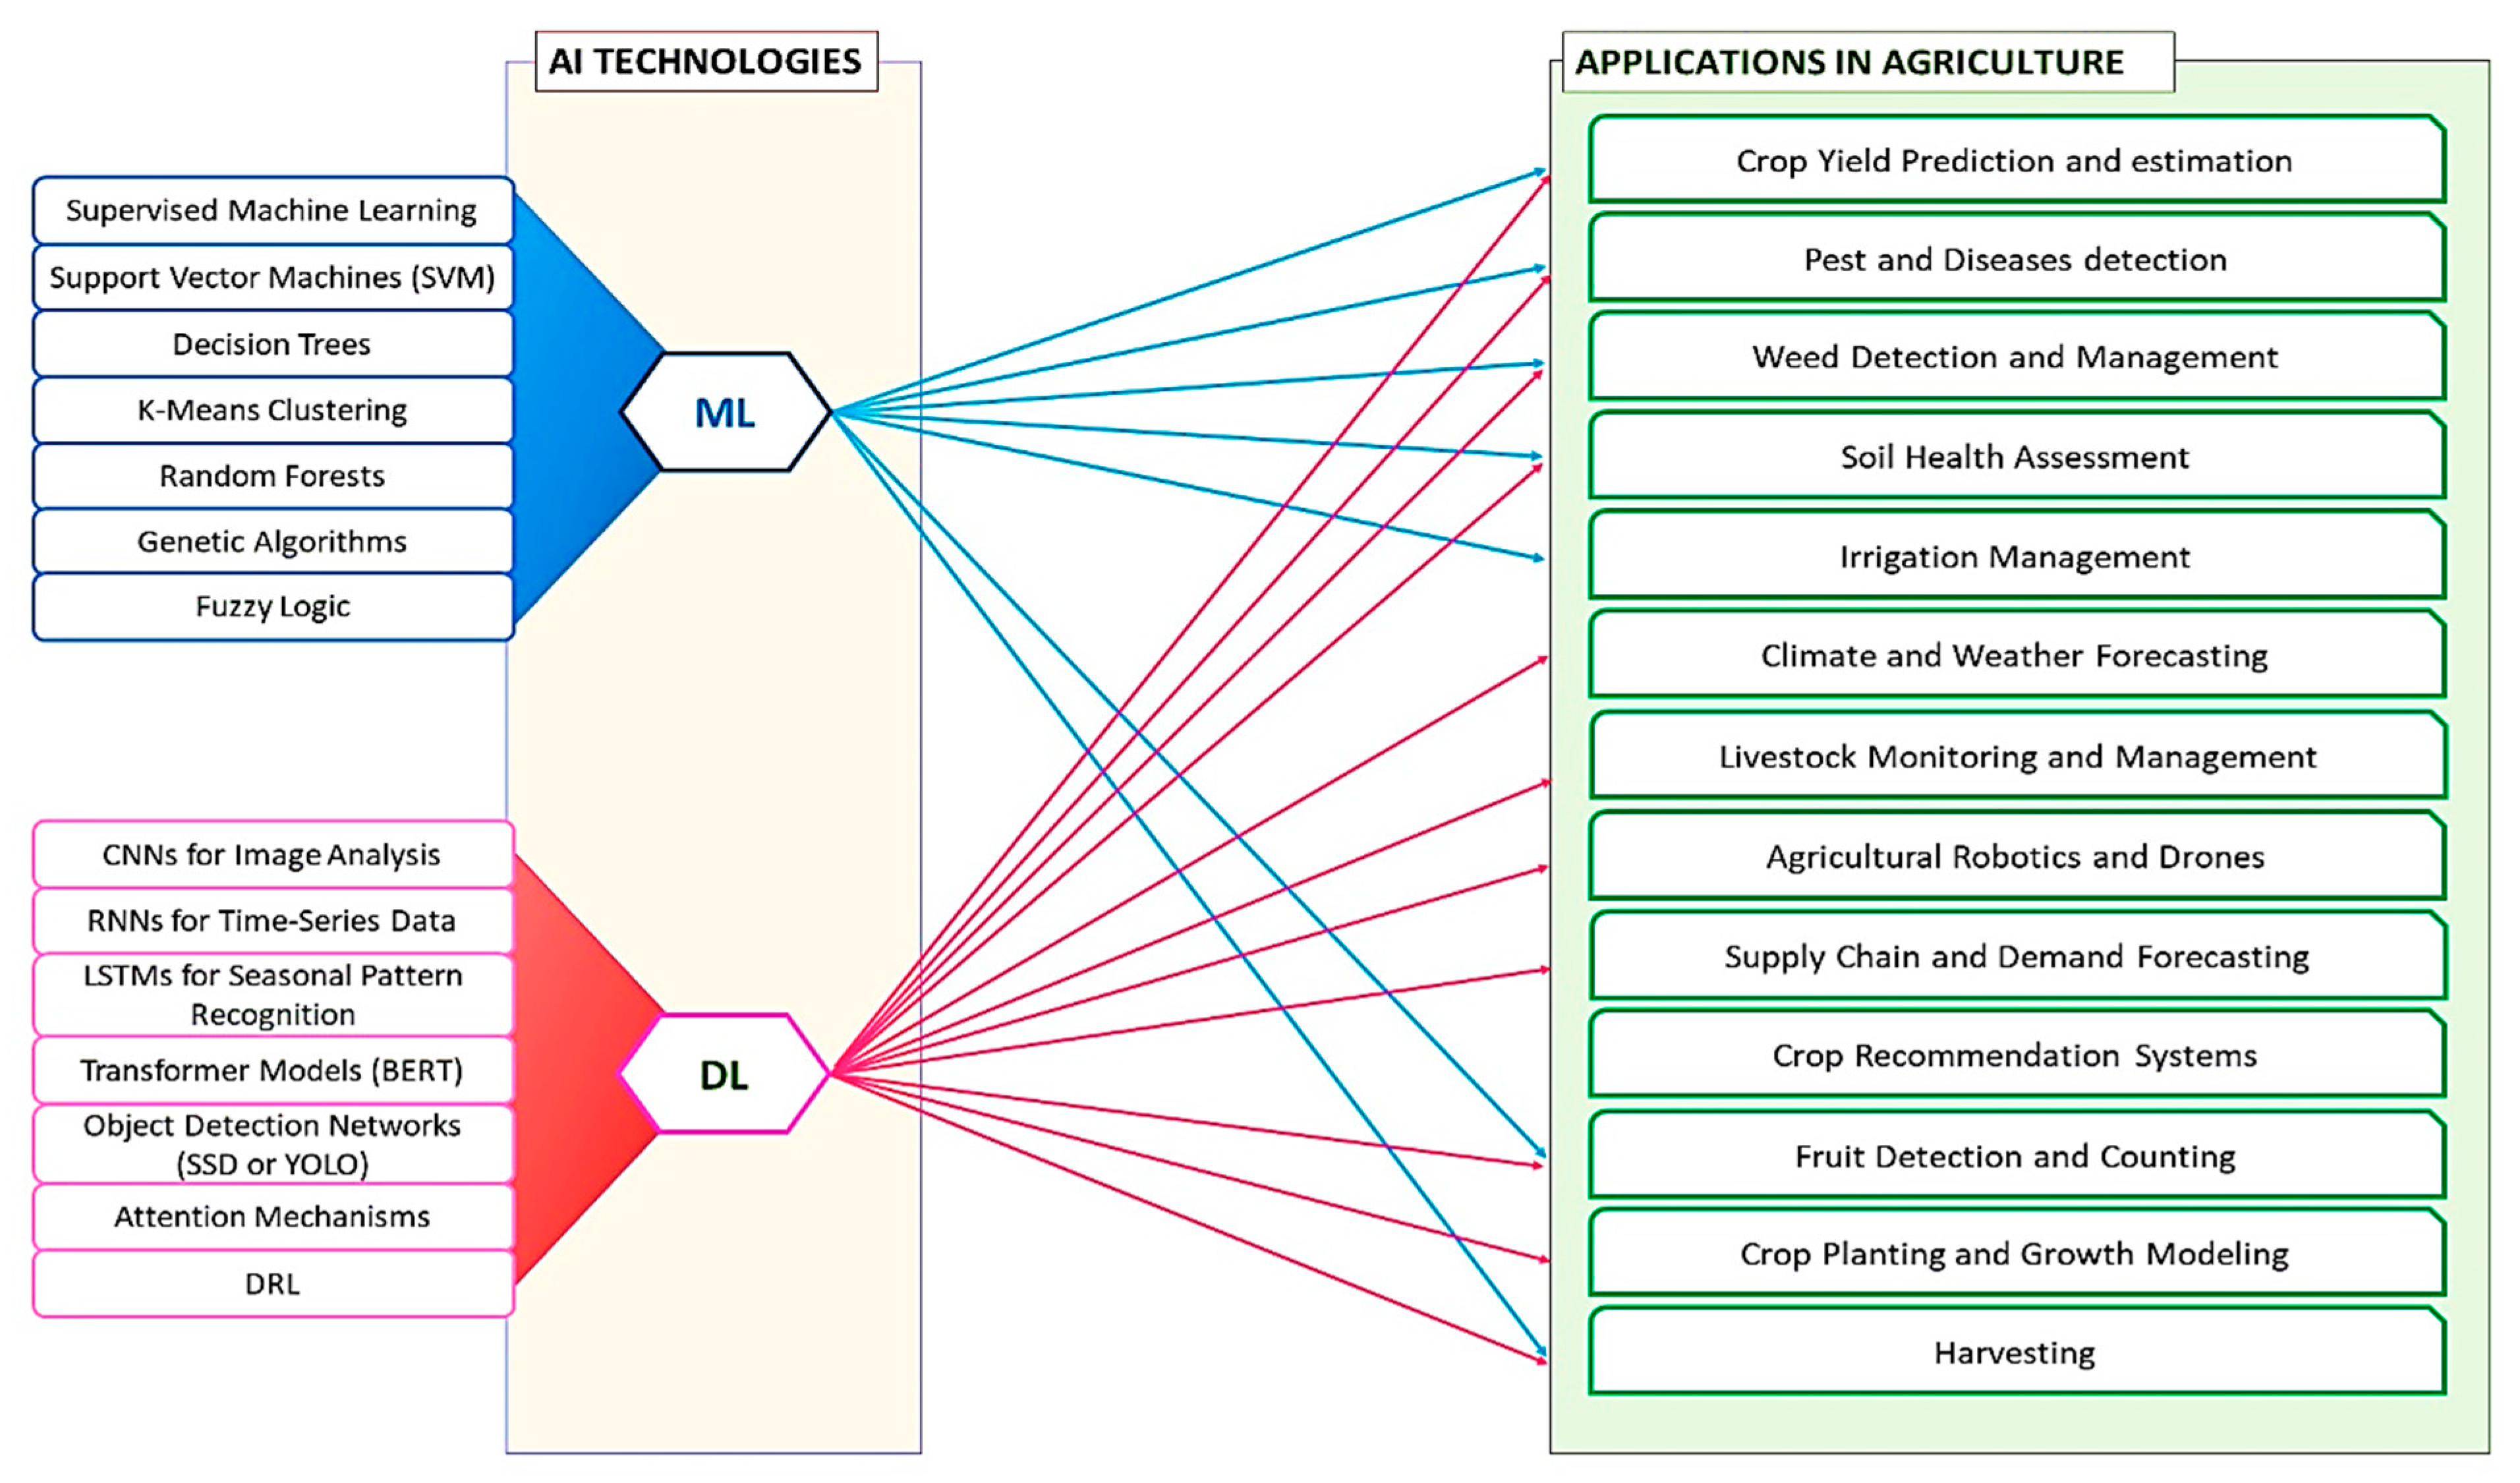 AI TECHNOLOGIES
Supervised Machine Learning
Support Vector Machines (SVM)
Decision Trees
K-Means Clustering
Random Forests
Genetic Algorithms
Fuzzy Logic
ML
CNNs for Image Analysis
RNNs for Time-Series Data
LSTMs for Seasonal Pattern
Recognition
Transformer Models (BERT)
Object Detection Networks
(SSD or YOLO)
Attention Mechanisms
DRL
DL
APPLICATIONS IN AGRICULTURE
Crop Yield Prediction and estimation
Pest and Diseases detection
Weed Detection and Management
Soil Health Assessment
Irrigation Management
Climate and Weather Forecasting
Livestock Monitoring and Management
Agricultural Robotics and Drones
Supply Chain and Demand Forecasting
Crop Recommendation Systems
Fruit Detection and Counting
Crop Planting and Growth Modeling
Harvesting